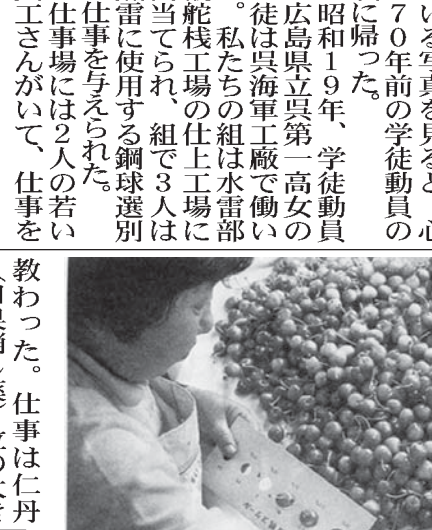 いる写真を見ると、心
７０年前の学徒動員の
に帰った。
昭和１９年、学徒動員
広島県立呉第一高女の
徒は呉海軍工廠で働い
。私たちの組は水雷部
舵桟工場の仕上工場に
当てられ、組で３人は
雷に使用する鋼球選別
仕事を与えられた。
仕事場には２人の若い
工さんがいて、仕事を
教わった。仕事は仁丹